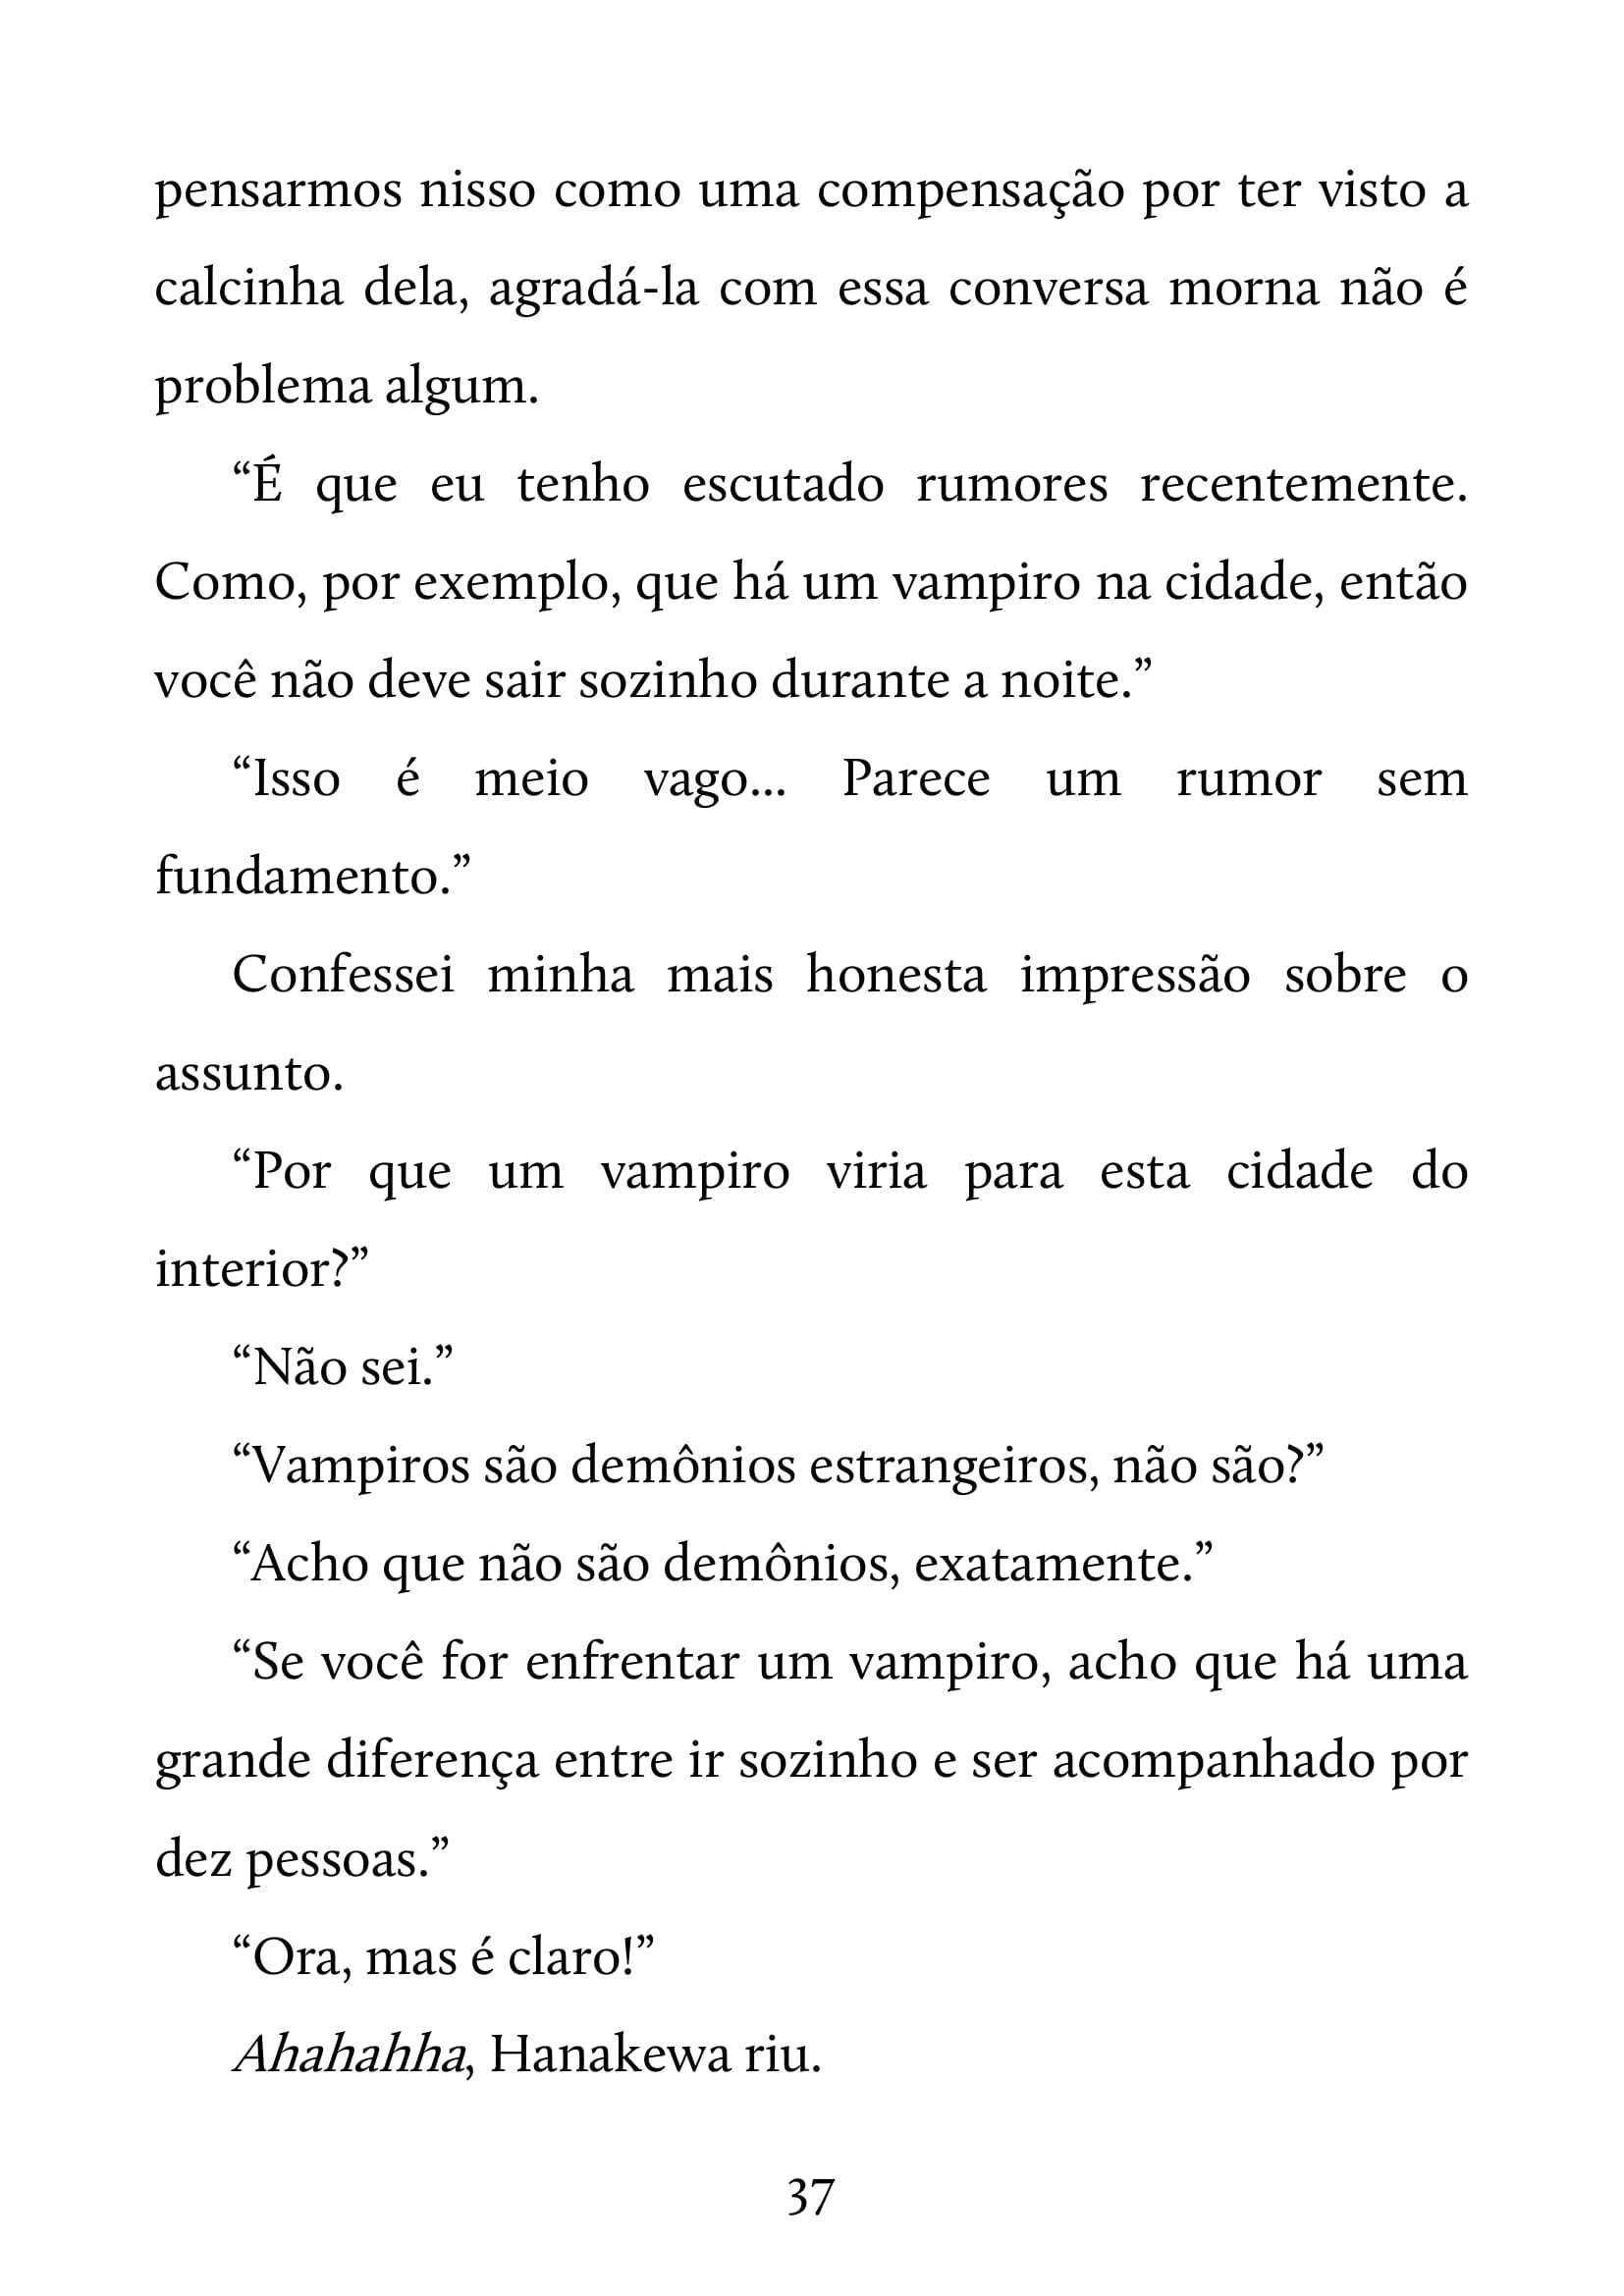 pensarmos nisso como uma compensação por ter visto a
calcinha dela, agradá-la com essa conversa morna não é
problema algum.
“É que eu tenho escutado rumores recentemente.
Como, por exemplo, que há um vampiro na cidade, então
você não deve sair sozinho durante a noite.”
“Isso é meio vago... Parece um rumor sem
fundamento.”
Confessei minha mais honesta impressão sobre o
assunto.
“Por que um vampiro viria para esta cidade do
interior?”
“Não sei.”
“Vampiros são demônios estrangeiros, não são?”
“Acho que não são demônios, exatamente.”
“Se você for enfrentar um vampiro, acho que há uma
grande diferença entre ir sozinho e ser acompanhado por
dez pessoas.”
“Ora, mas é claro!”
Ahahahha, Hanakewa riu.
37